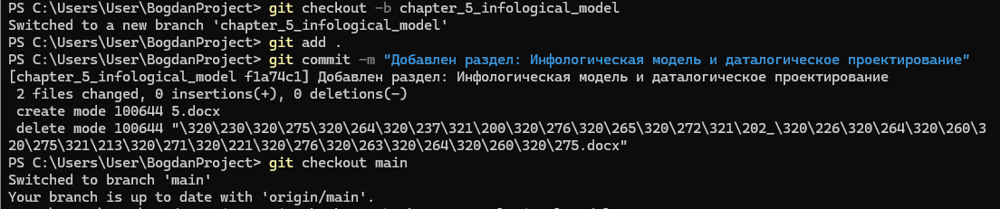 PS C:\Users\User\BogdanProject> git checkout -b chapter_5_infological_model
Switched to a new branch 'chapter_5_infological_model'
PS C:\Users\User\BogdanProject> git add .
PS C:\Users\User\BogdanProject> git commit -m "Добавлен раздел: Инфологическая модель и даталогическое проектирование"
[chapter_5_infological_model f1a74c1] Добавлен раздел: Инфологическая модель и даталогическое проектирование
 2 files changed, 0 insertions(+), 0 deletions(-)
 create mode 100644 5.docx
 delete mode 100644 "\320\230\320\275\320\264\320\237\321\200\320\276\320\265\320\272\321\202_\320\226\320\264\320\260\3
20\275\321\213\320\271\320\221\320\276\320\263\320\264\320\260\320\275.docx"
PS C:\Users\User\BogdanProject> git checkout main
Switched to branch 'main'
Your branch is up to date with 'origin/main'.